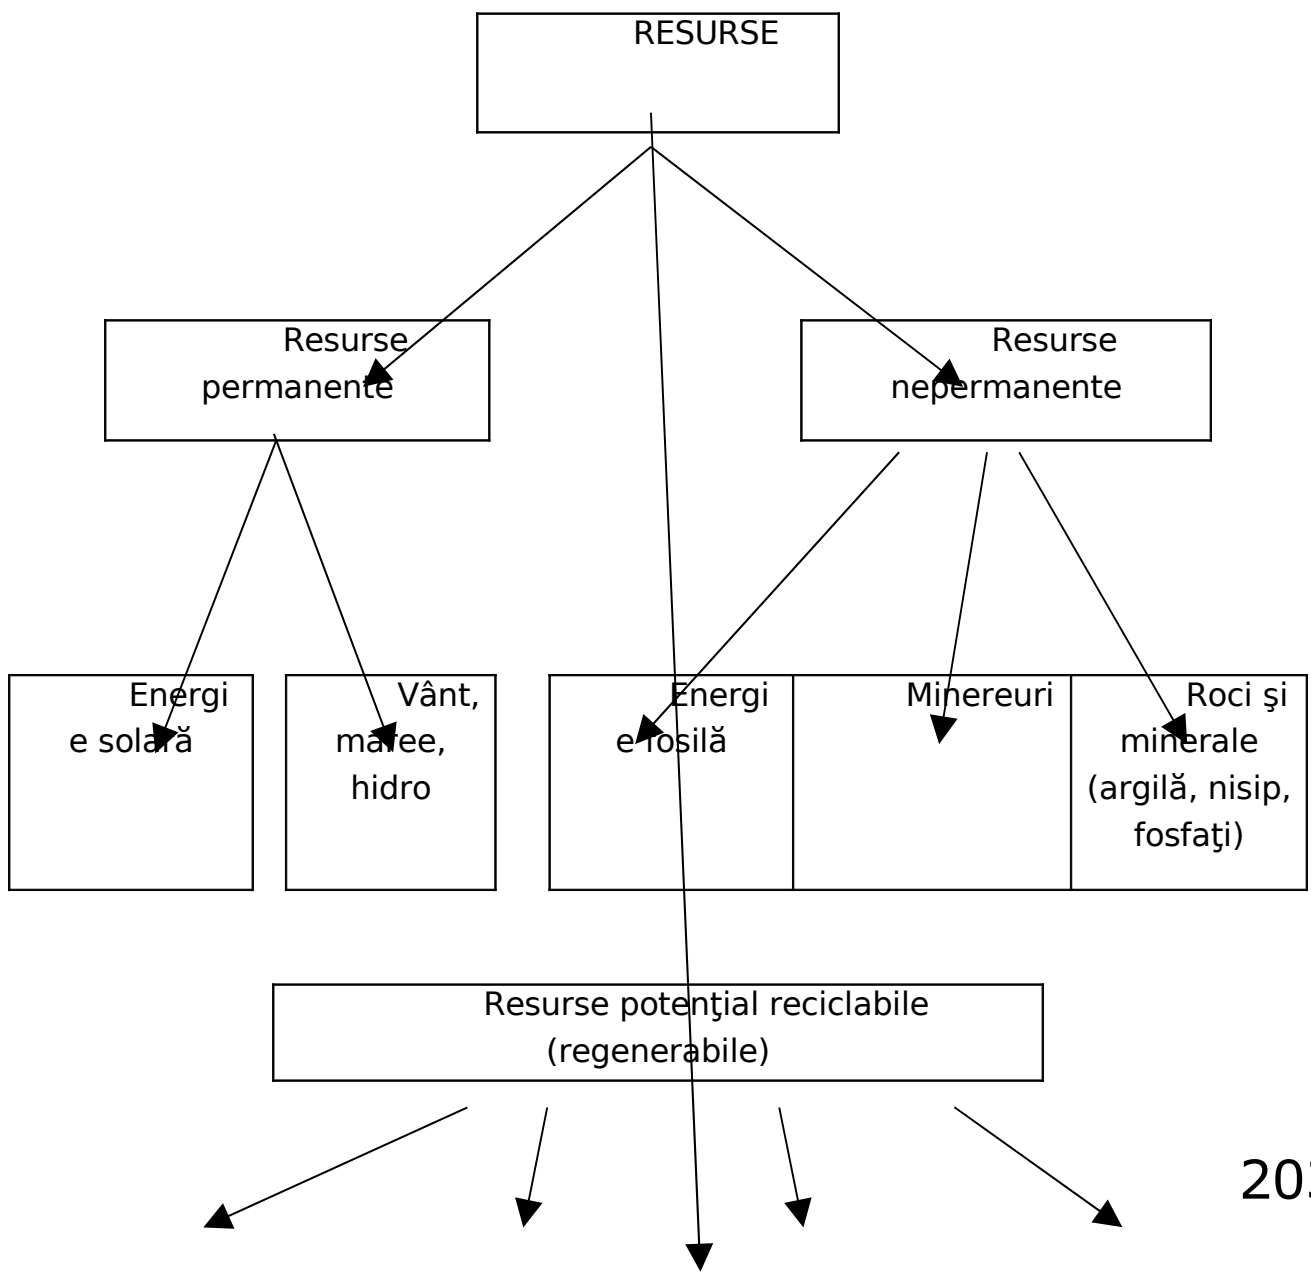 RESURSE
Resurse
permanente
Resurse
nepermanente
Energi
e solară
Vânt,
maree,
hidro
Energi
e fosilă
Minereuri
Roci şi
minerale
(argilă, nisip,
fosfaţi)
Resurse potenţial reciclabile
(regenerabile)